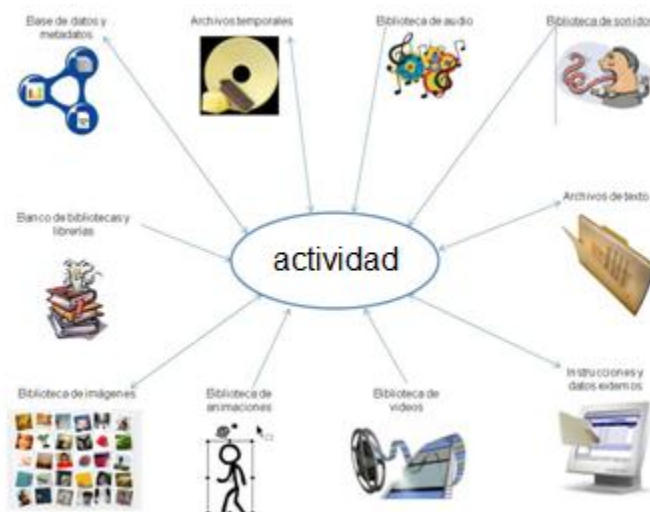 Base de datos y
metadatos
Archivos temporales
Biblioteca de audio
Biblioteca de sonidos
Banco de bibliotecas y
librerías
actividad
Archivos de texto
Biblioteca de imágenes
Biblioteca de
animaciones
Biblioteca de
videos
Instrucciones y
datos externos